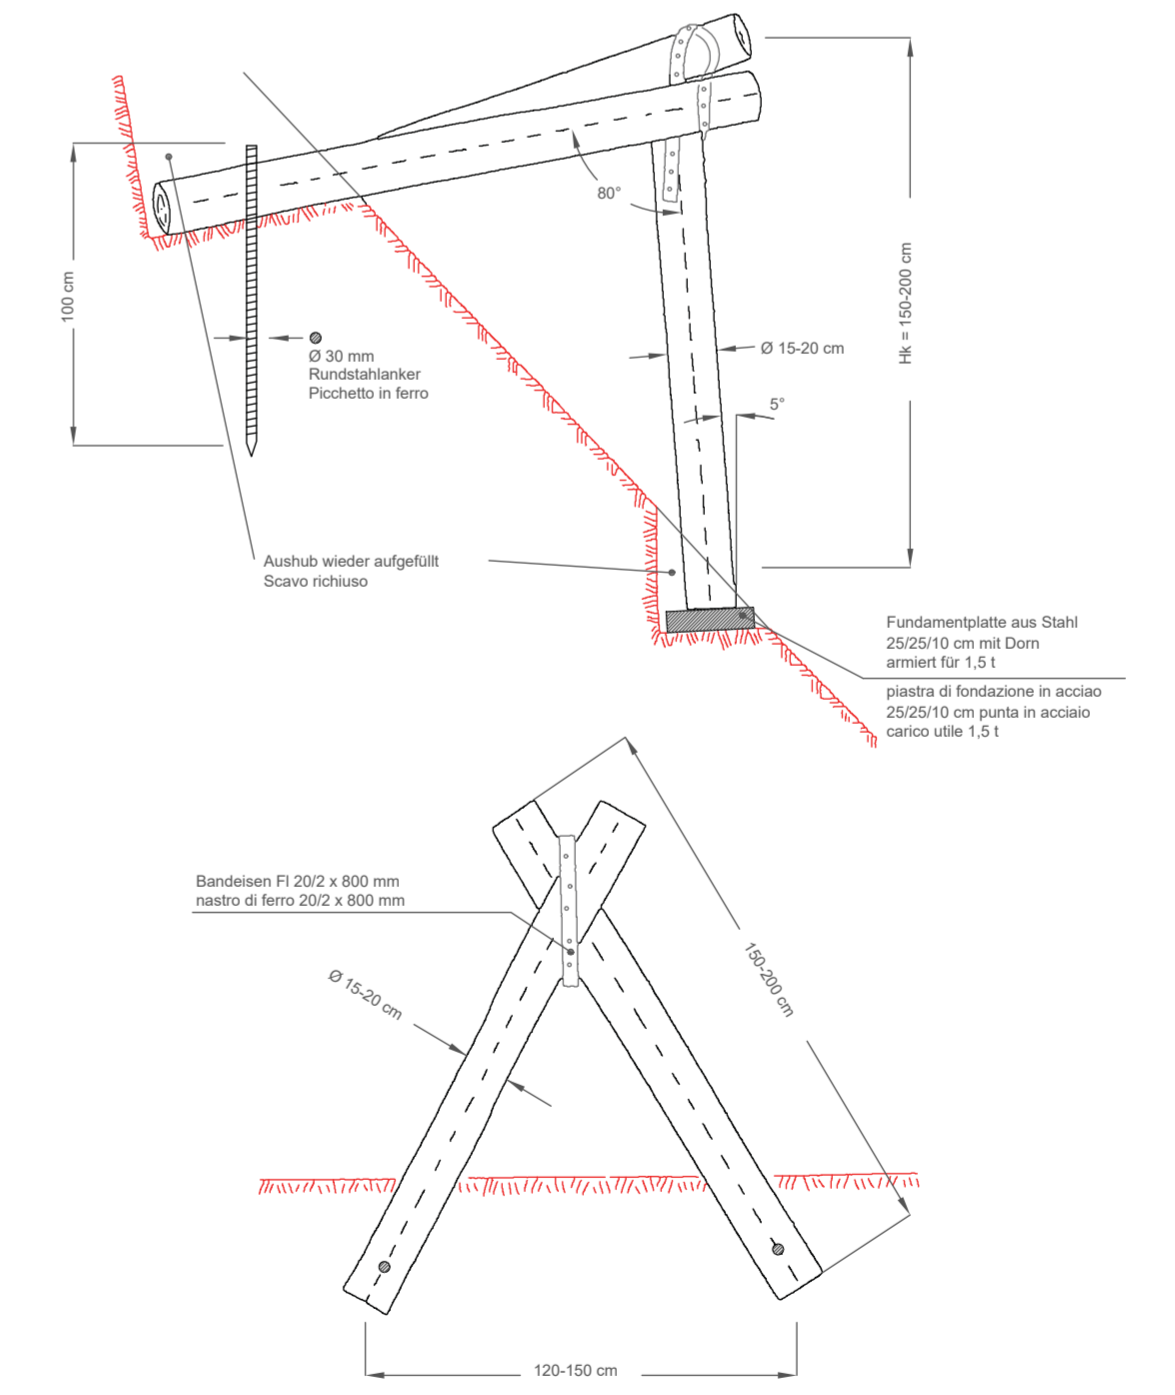 80°
100 cm
Hk = 150-200 cm
Ø 30 mm
Rundstahlanker
Picchetto in ferro
Ø 15-20 cm
5°
Aushub wieder aufgefüllt
Scavo richiuso
Fundamentplatte aus Stahl
25/25/10 cm mit Dorn
armiert für 1,5 t
piastra di fondazione in acciao
25/25/10 cm punta in acciaio
carico utile 1,5 t
Bandeisen Fl 20/2 x 800 mm
nastro di ferro 20/2 x 800 mm
Ø 15-20 cm
150-200 cm
120-150 cm